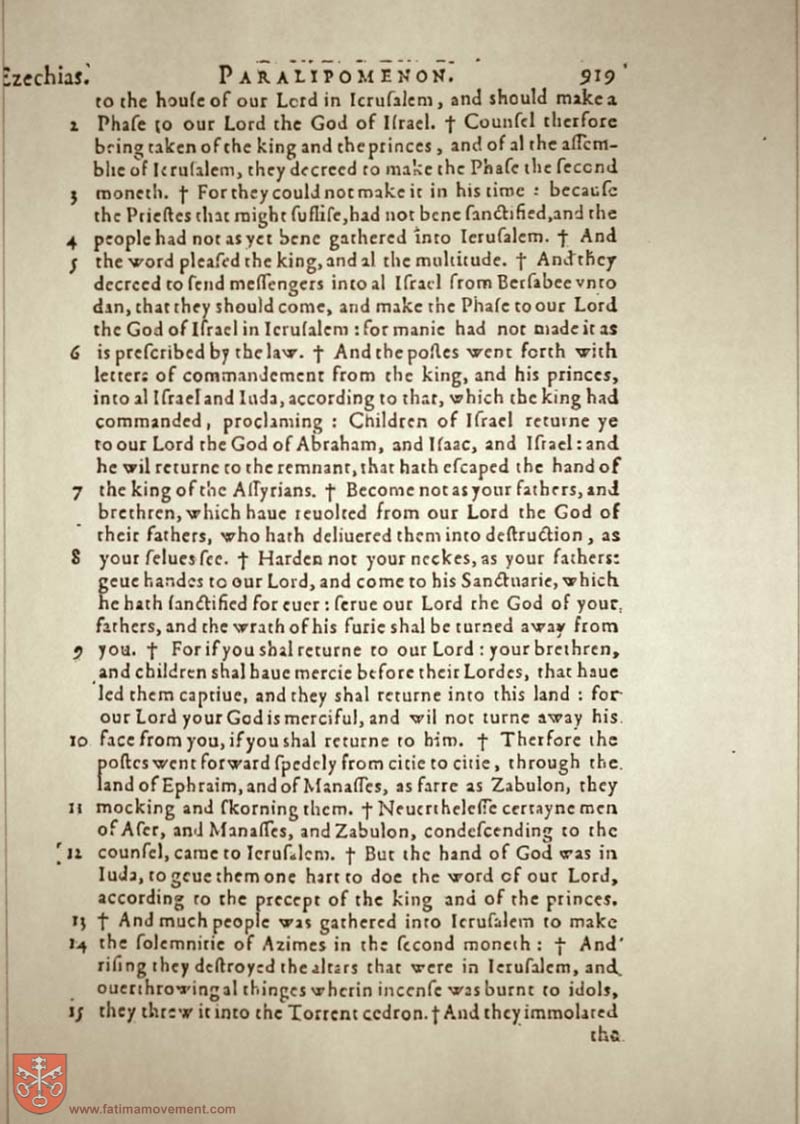 Ezechias. PARALIPOMENON. 919
to the houſe of our Lord in Ieruſalem, and should make a
2 Phaſe to our Lord the God of Iſrael. † Counſel therfore
being taken of the king and the princes, and of al the aſſem-
blie of Ieruſalem, they decreed to make the Phaſe the ſecond
3 moneth. † For they could not make it in his time : becauſe
the Prieſtes that might ſuffiſe, had not bene ſanctified, and the
4 people had not as yet bene gathered into Ieruſalem. † And
5 the word pleaſed the king, and al the multitude. † And they
decreed to ſend meſſengers into al Iſrael from Berſabee vnto
dan, that they should come, and make the Phaſe to our Lord
the God of Iſrael in Ieruſalem : for manie had not made it as
6 is preſcribed by the law. † And the poſtes went forth with
letters of commandement from the king, and his princes,
into al Iſrael and Iuda, according to that, which the king had
commanded, proclaming : Children of Iſrael returne ye
to our Lord the God of Abraham, and Iſaac, and Iſrael : and
he wil returne to the remnant, that hath eſcaped the hand of
7 the king of the Aſſyrians. † Become not as your fathers, and
brethren, which haue reuolted from our Lord the God of
their fathers, who hath deliuered them into deſtruction, as
8 your ſelues ſee. † Harden not your neckes, as your fathers:
geue handes to our Lord, and come to his Sanctuarie, which
he hath ſanctified for euer : ſerue our Lord the God of your
fathers, and the wrath of his furie shal be turned away from
9 you. † For if you shal returne to our Lord : your brethren,
and children shal haue mercie before their Lordes, that haue
led them captiue, and they shal returne into this land : for
our Lord your God is merciful, and wil not turne away his
10 face from you, if you shal returne to him. † Therfore the
poſtes went forward ſpedely from citie to citie, through the
land of Ephraim, and of Manaſſes, as farre as Zabulon, they
11 mocking and ſkorning them. † Neuertheleſſe certayne men
of Aſer, and Manaſſes, and Zabulon, condeſcending to the
12 counſel, came to Ieruſalem. † But the hand of God was in
Iuda, to geue them one hart to doe the word of our Lord,
according to the precept of the king and of the princes.
13 † And much people was gathered into Ieruſalem to make
14 the ſolemnitie of Azimes in the ſecond moneth : † And
riſing they deſtroyed the altars that were in Ieruſalem, and
ouerthrowing al thinges wherin incenſe was burnt to idols,
15 they threw it into the Torrent cedron. † And they immolated
the
www.fatimamovement.com